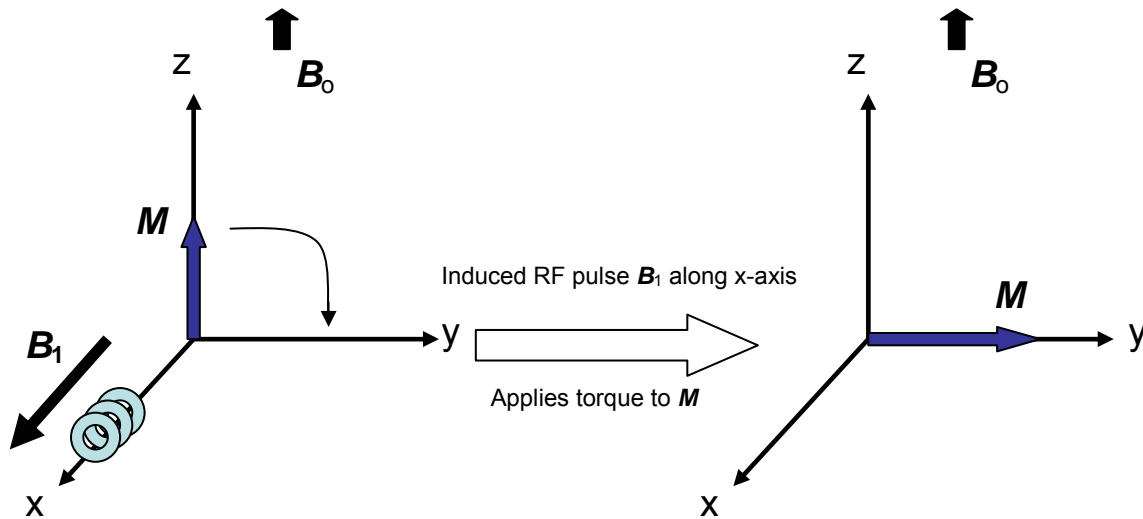 z
B₀
M
B₁
y
x
Induced RF pulse B₁ along x-axis
Applies torque to M
z
B₀
M
y
x